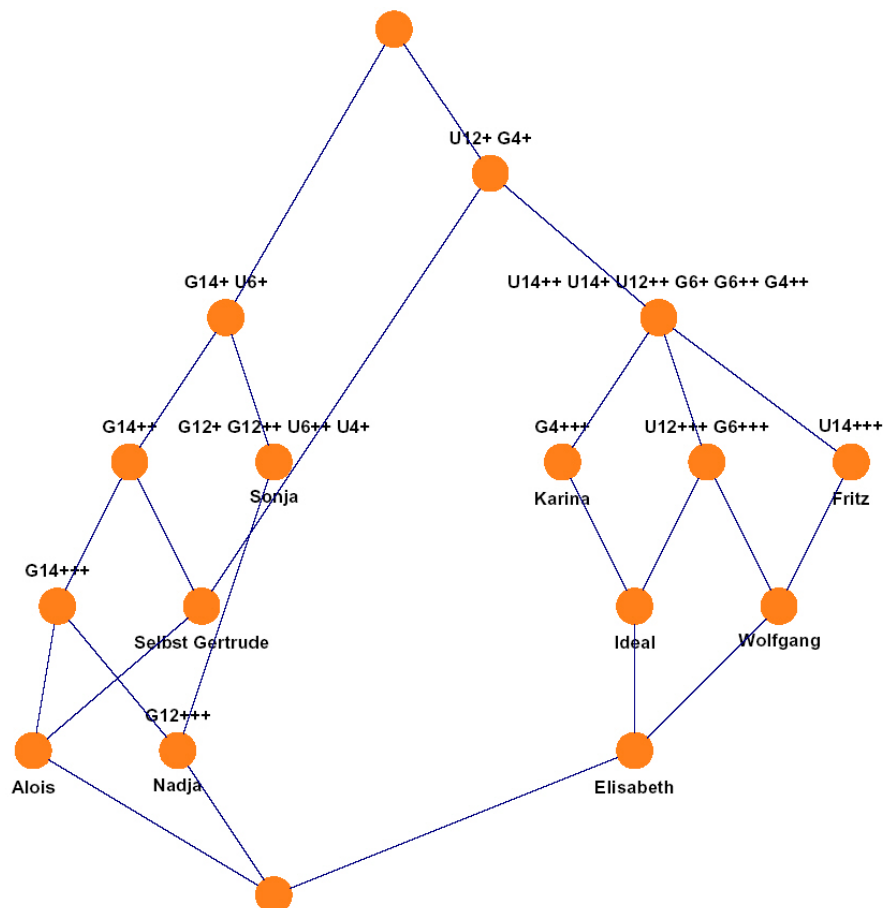 U12+ G4+
G14+ U6+
U14++ U14+ U12++ G6+ G6++ G4++
G14++
G12+ G12++ U6++ U4+
G4+++
U12+++ G6+++
U14+++
Sonja
Karina
Fritz
G14+++
Selbst Gertrude
Ideal
Wolfgang
G12+++
Alois
Nadja
Elisabeth